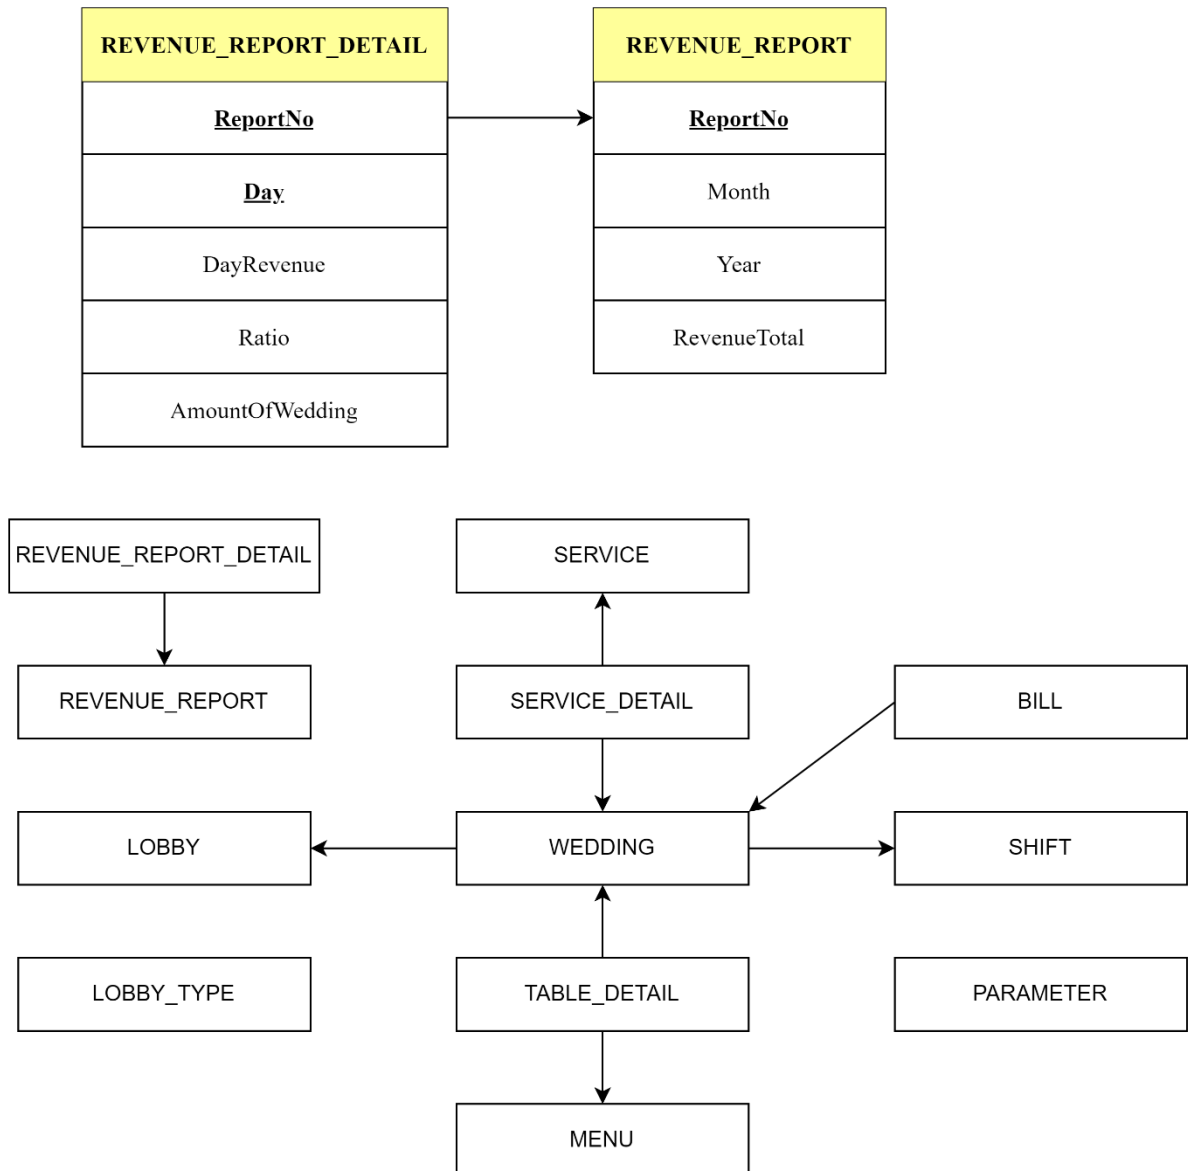 REVENUE_REPORT_DETAIL
ReportNo
Day
DayRevenue
Ratio
AmountOfWedding
REVENUE_REPORT
ReportNo
Month
Year
RevenueTotal
REVENUE_REPORT_DETAIL
SERVICE
REVENUE_REPORT
SERVICE_DETAIL
BILL
LOBBY
WEDDING
SHIFT
LOBBY_TYPE
TABLE_DETAIL
PARAMETER
MENU